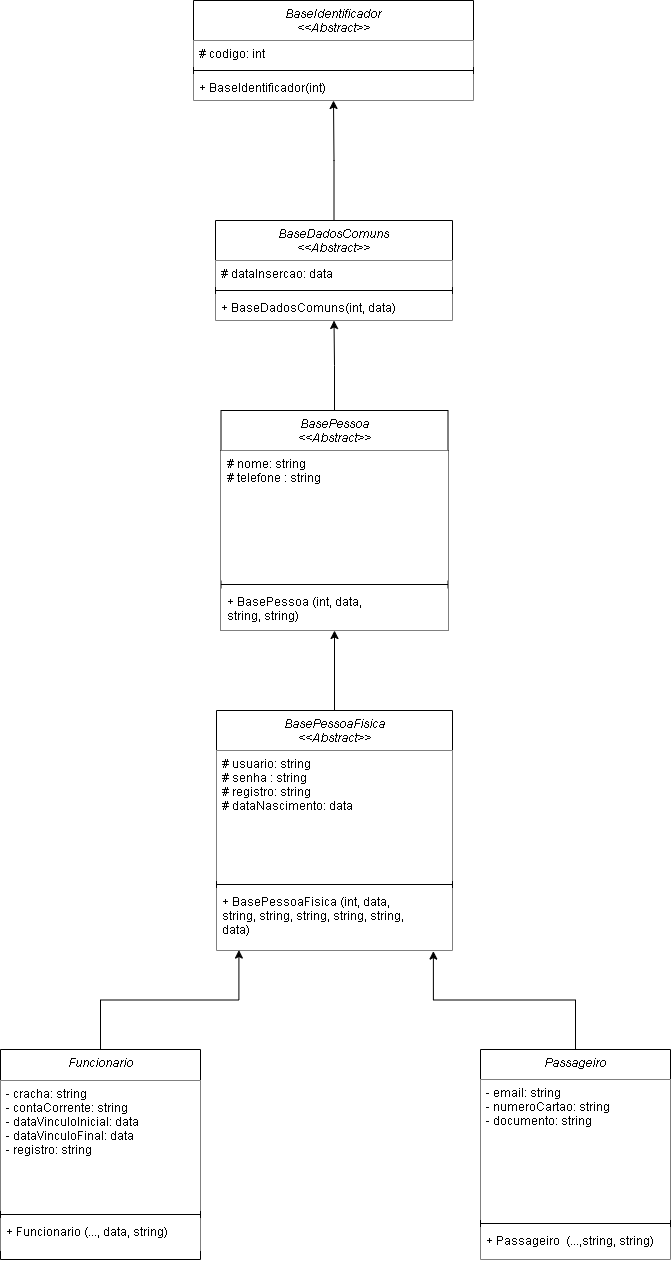 BaseIdentificador
<<Abstract>>
# codigo: int
+ BaseIdentificador(int)
BaseDadosComuns
<<Abstract>>
# dataInsercao: data
+ BaseDadosComuns(int, data)
BasePessoa
<<Abstract>>
# nome: string
# telefone : string
+ BasePessoa (int, data,
string, string)
BasePessoaFisica
<<Abstract>>
# usuario: string
# senha : string
# registro: string
# dataNascimento: data
+ BasePessoaFisica (int, data,
string, string, string, string, string,
data)
Funcionario
- cracha: string
- contaCorrente: string
- dataVinculoInicial: data
- dataVinculoFinal: data
- registro: string
+ Funcionario (..., data, string)
Passageiro
- email: string
- numeroCartao: string
- documento: string
+ Passageiro (...,string, string)